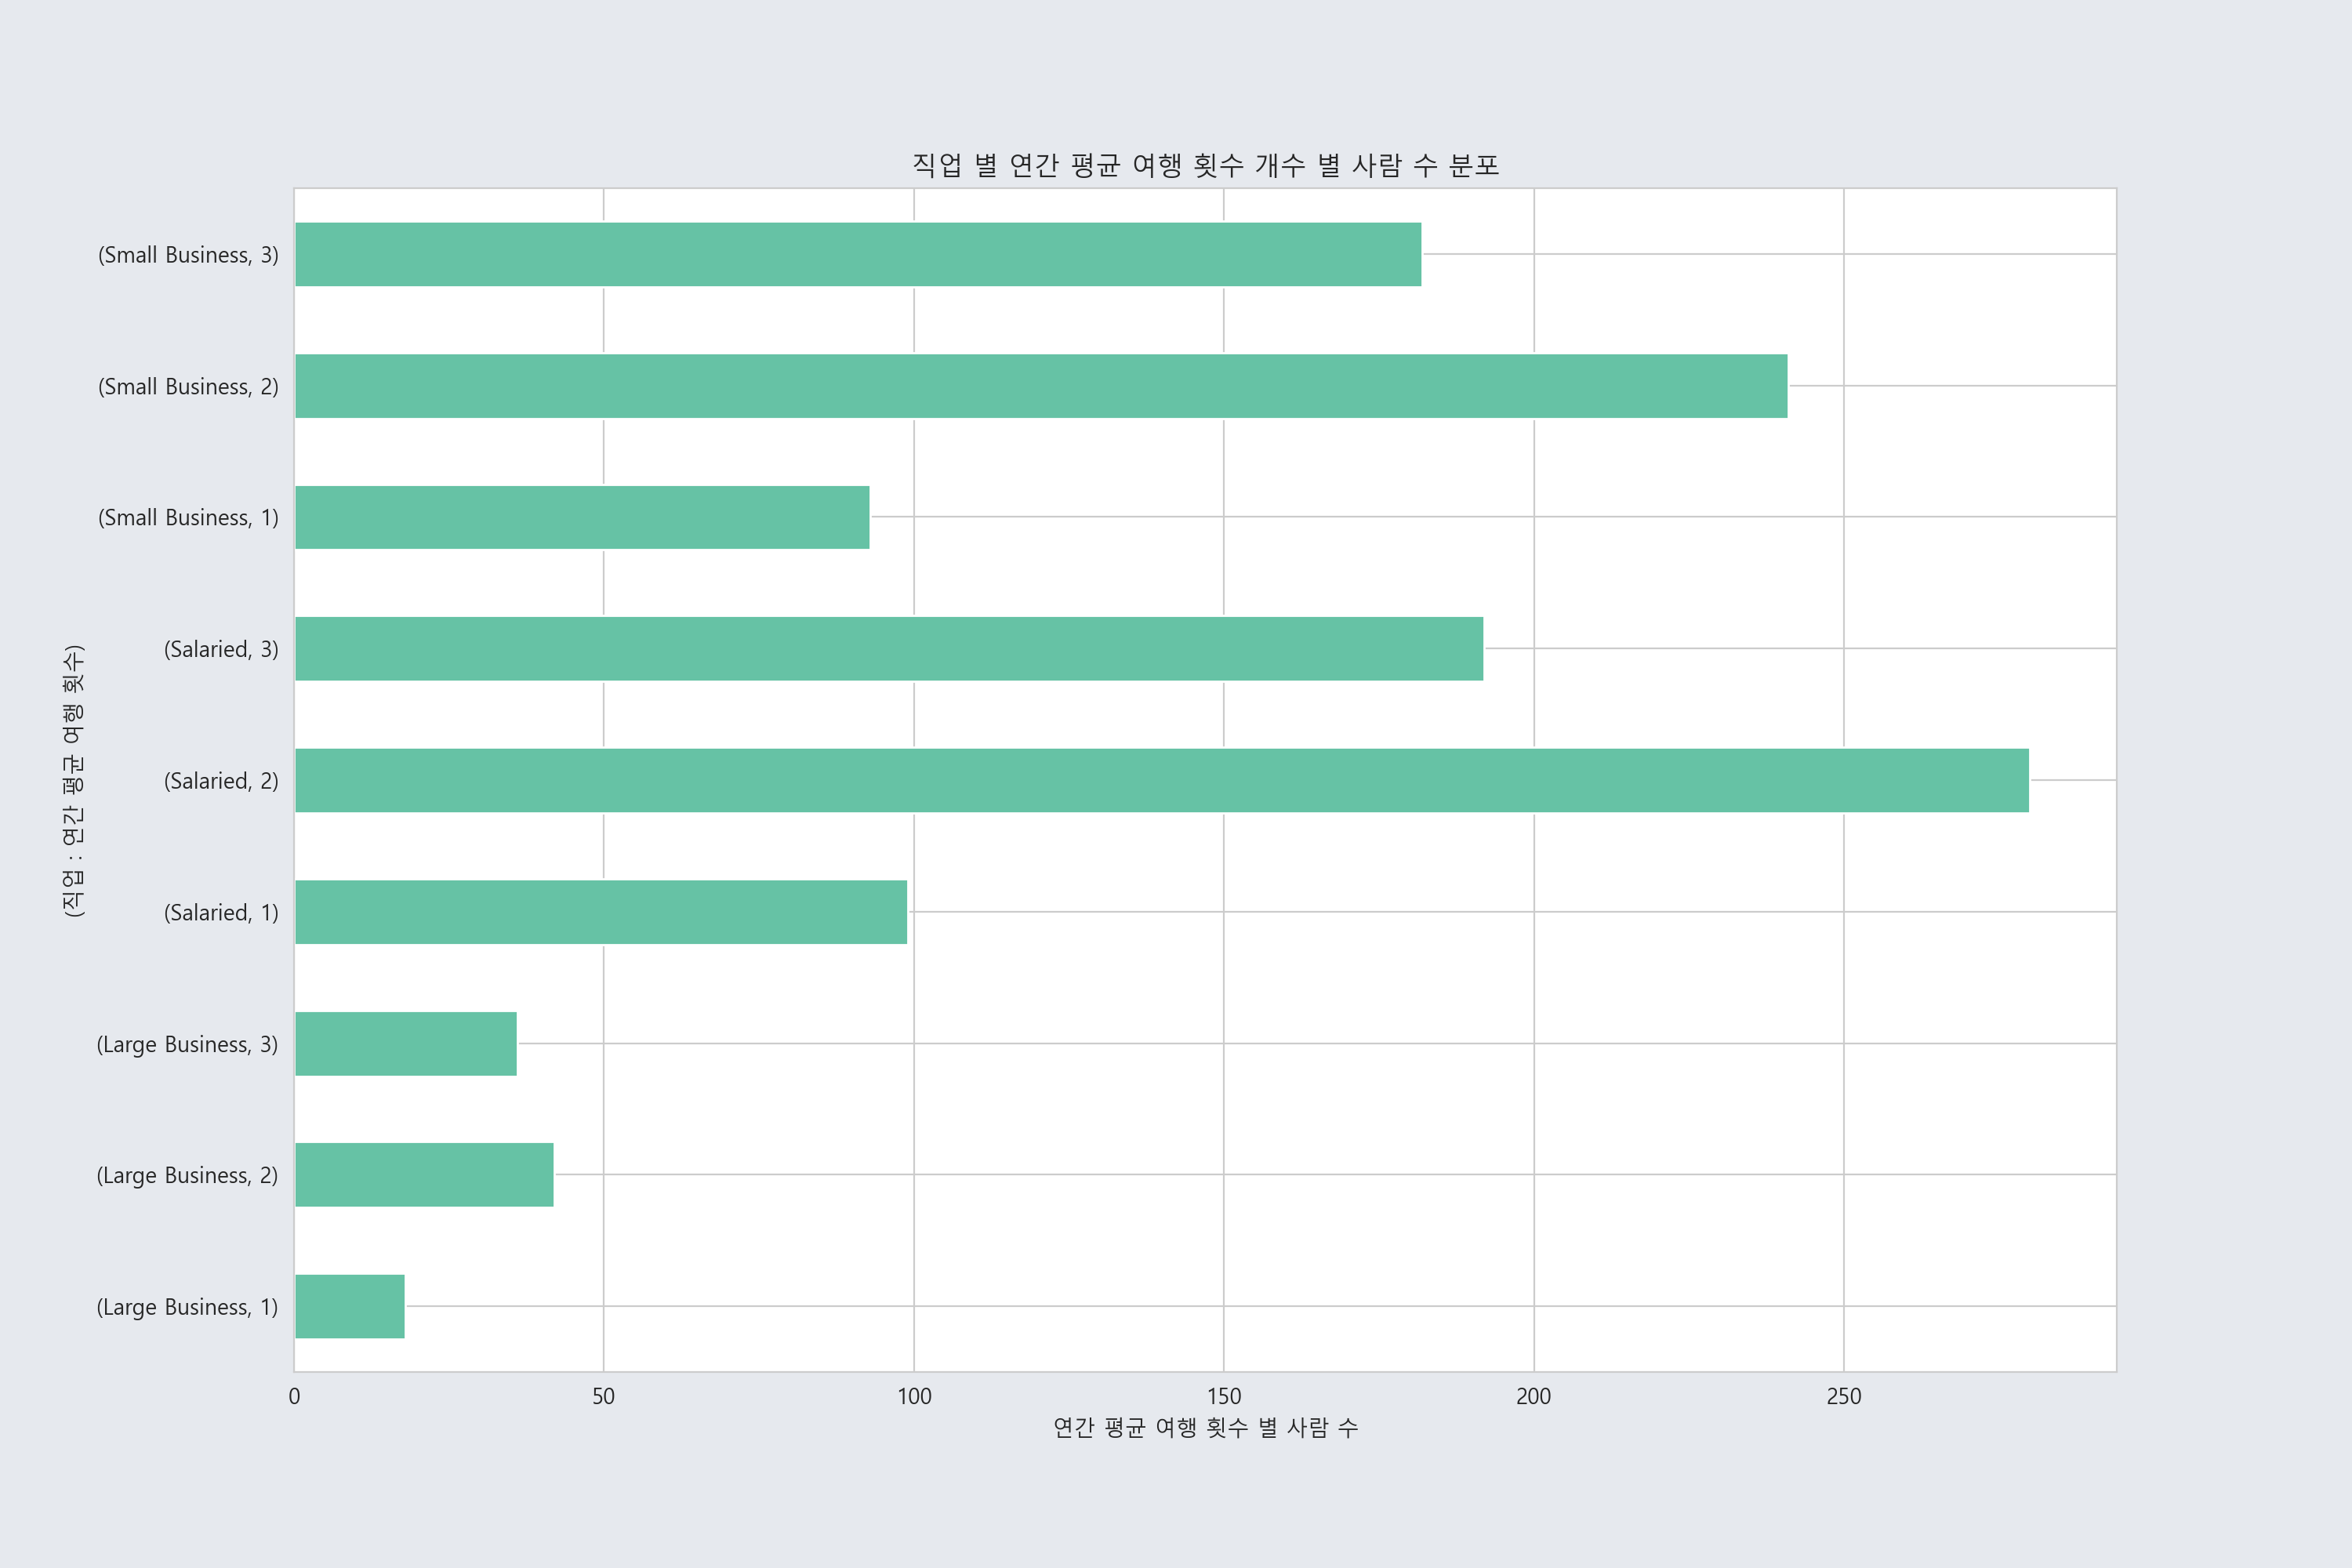 직업 별 연간 평균 여행 횟수 개수 별 사람 수 분포
(직업 : 연간 평균 여행 횟수)
(Small Business, 3)
(Small Business, 2)
(Small Business, 1)
(Salaried, 3)
(Salaried, 2)
(Salaried, 1)
(Large Business, 3)
(Large Business, 2)
(Large Business, 1)
0 50 100 150 200 250
연간 평균 여행 횟수 별 사람 수